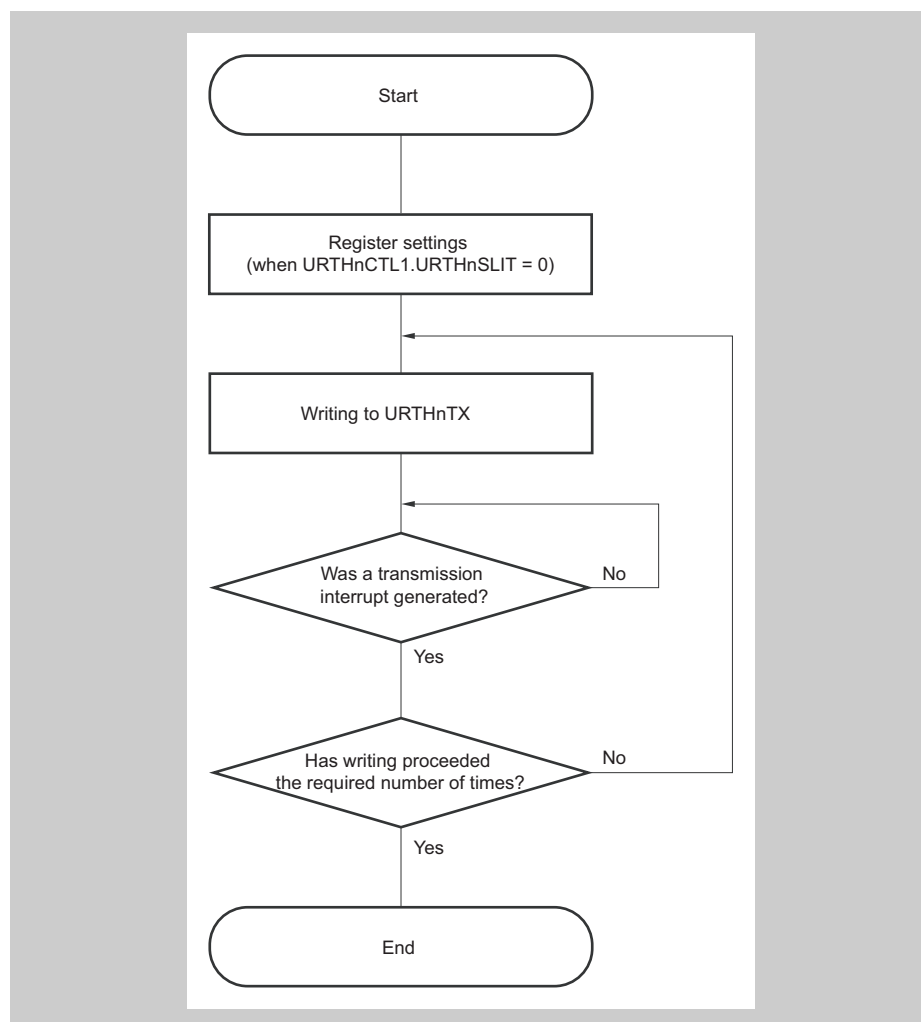 Start
Register settings
(when URTHnCTL1.URTHnSLIT = 0)
Writing to URTHnTX
Was a transmission
interrupt generated?
No
Yes
Has writing proceeded
the required number of times?
No
Yes
End